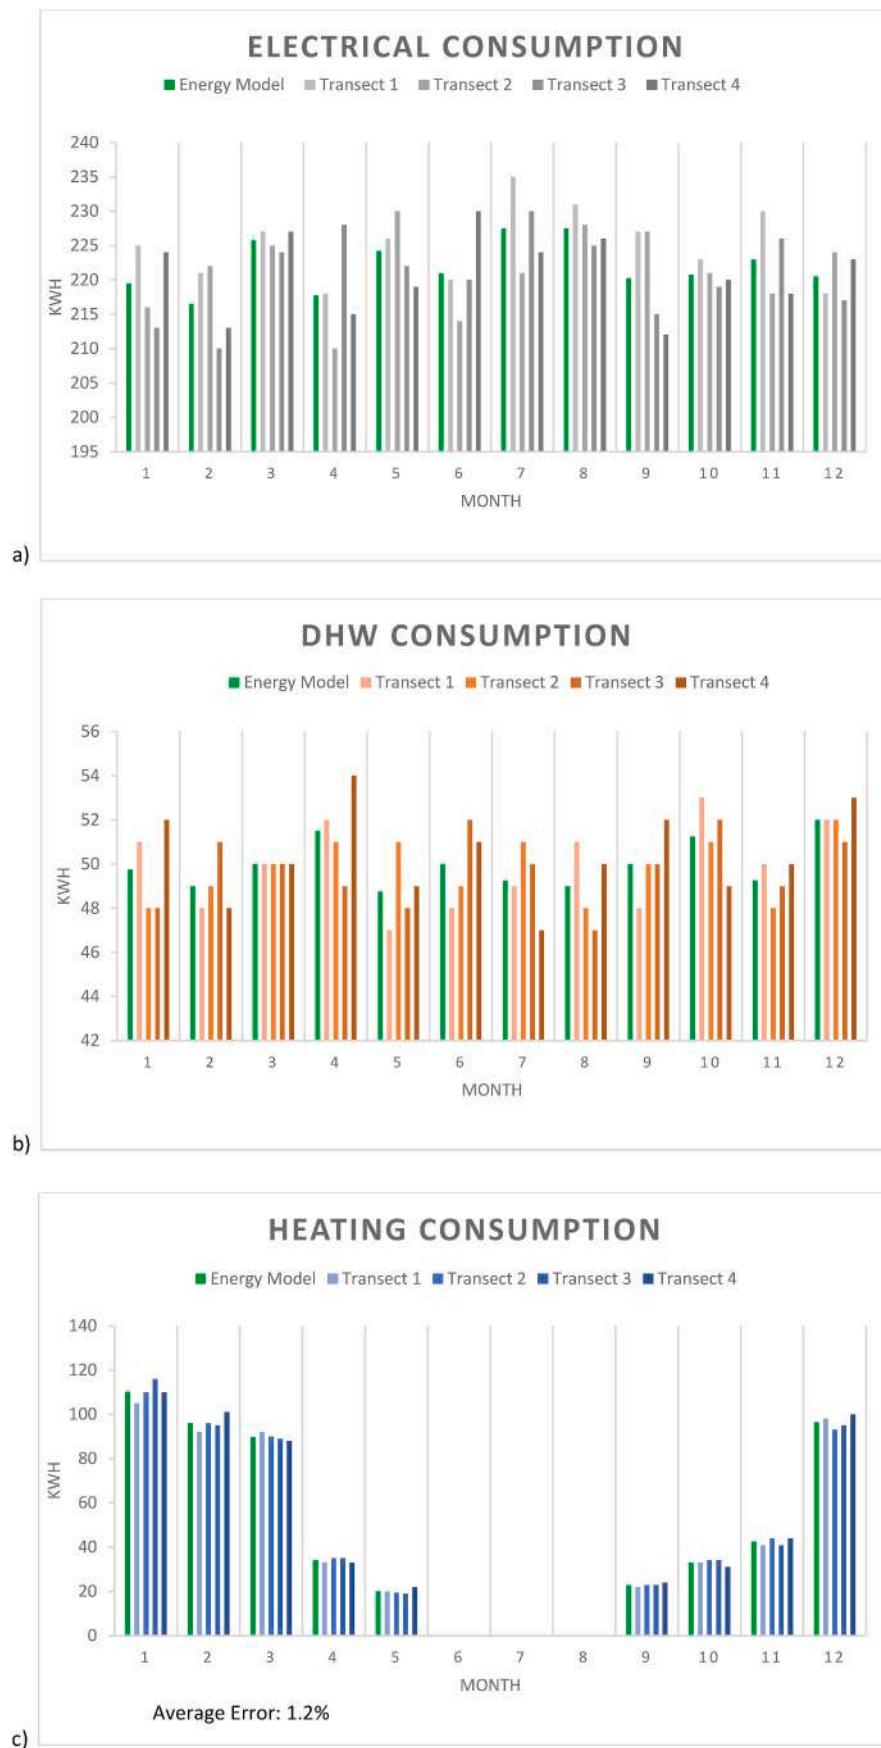 ELECTRICAL CONSUMPTION
Energy Model Transect 1 Transect 2 Transect 3 Transect 4
240
235
230
225
220
215
210
205
200
195
KWH
1 2 3 4 5 6 7 8 9 10 11 12
MONTH
a)
DHW CONSUMPTION
Energy Model Transect 1 Transect 2 Transect 3 Transect 4
56
54
52
50
48
46
44
42
KWH
1 2 3 4 5 6 7 8 9 10 11 12
MONTH
b)
HEATING CONSUMPTION
Energy Model Transect 1 Transect 2 Transect 3 Transect 4
140
120
100
80
60
40
20
0
KWH
1 2 3 4 5 6 7 8 9 10 11 12
MONTH
Average Error: 1.2%
c)